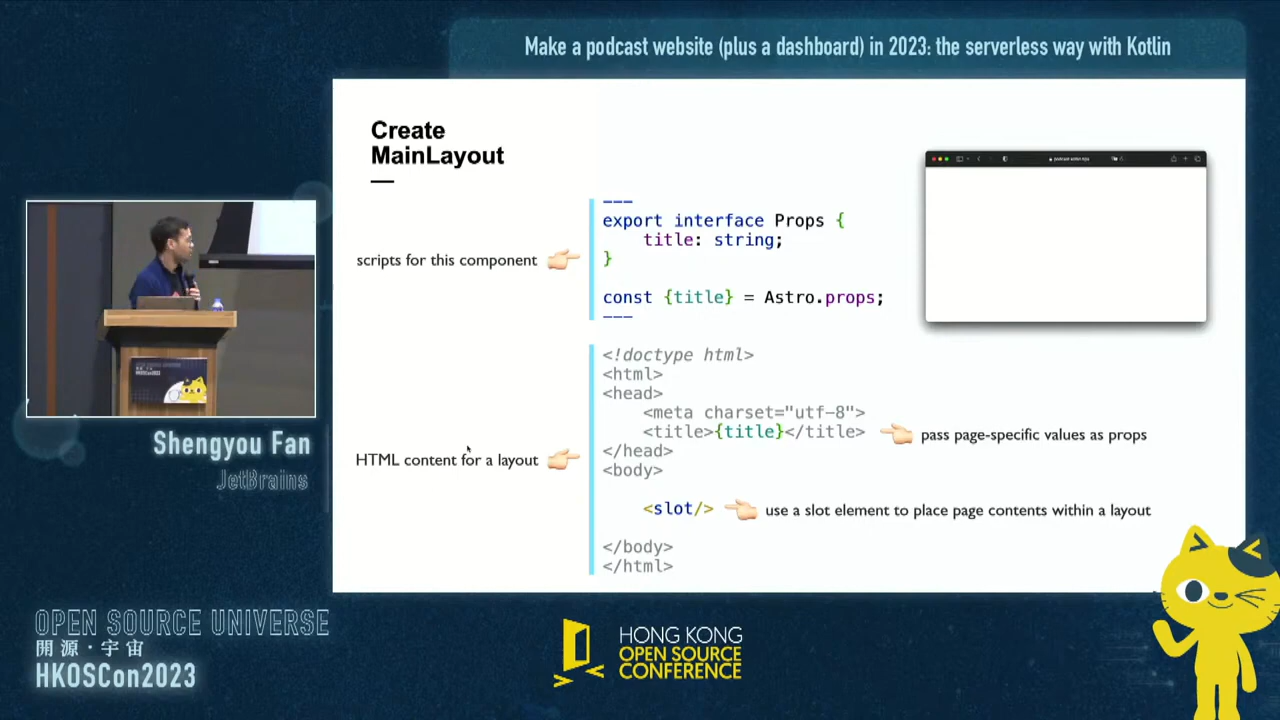 Make a podcast website (plus a dashboard) in 2023: the serverless way with Kotlin
Create
MainLayout
scripts for this component
---
export interface Props {
title: string;
}
const {title} = Astro.props;
---
HTML content for a layout
<!doctype html>
<html>
<head>
<meta charset="utf-8">
<title>{title}</title>
pass page-specific values as props
</head>
<body>
<slot/>
use a slot element to place page contents within a layout
</body>
</html>
Shengyou Fan
JetBrains
OPEN SOURCE UNIVERSE
開源·宇宙
HKOSCon2023
HONG KONG
OPEN SOURCE
CONFERENCE